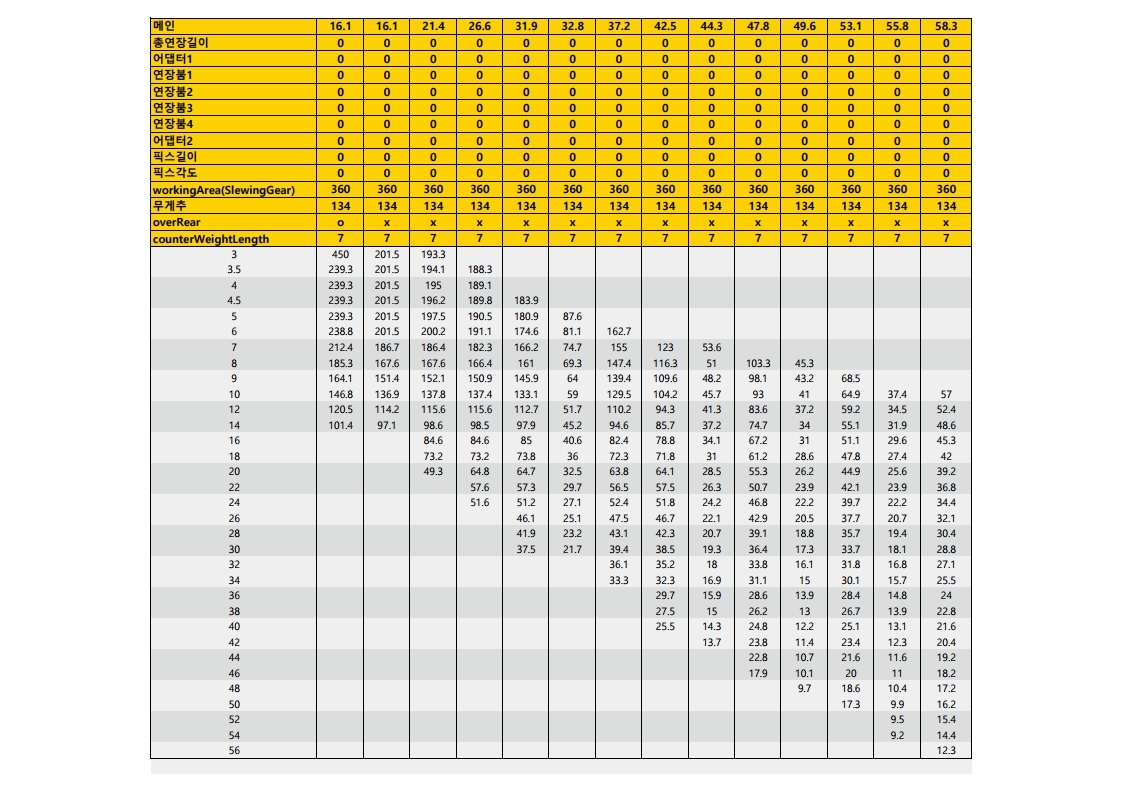 메인 16.1 16.1 21.4 26.6 31.9 32.8 37.2 42.5 44.3 47.8 49.6 53.1 55.8 58.3
총연장길이 0 0 0 0 0 0 0 0 0 0 0 0 0 0
어댑터1 0 0 0 0 0 0 0 0 0 0 0 0 0 0
연장붐1 0 0 0 0 0 0 0 0 0 0 0 0 0 0
연장붐2 0 0 0 0 0 0 0 0 0 0 0 0 0 0
연장붐3 0 0 0 0 0 0 0 0 0 0 0 0 0 0
연장붐4 0 0 0 0 0 0 0 0 0 0 0 0 0 0
어댑터2 0 0 0 0 0 0 0 0 0 0 0 0 0 0
픽스길이 0 0 0 0 0 0 0 0 0 0 0 0 0 0
픽스각도 0 0 0 0 0 0 0 0 0 0 0 0 0 0
workingArea(SlewingGear) 360 360 360 360 360 360 360 360 360 360 360 360 360 360
무게추 134 134 134 134 134 134 134 134 134 134 134 134 134 134
overRear o x x x x x x x x x x x x x
counterWeightLength 7 7 7 7 7 7 7 7 7 7 7 7 7 7
3 450 201.5 193.3
3.5 239.3 201.5 194.1 188.3
4 239.3 201.5 195 189.1
4.5 239.3 201.5 196.2 189.8 183.9
5 239.3 201.5 197.5 190.5 180.9 87.6
6 238.8 201.5 200.2 191.1 174.6 81.1 162.7
7 212.4 186.7 186.4 182.3 166.2 74.7 155 123 53.6
8 185.3 167.6 167.6 166.4 161 69.3 147.4 116.3 51 103.3 45.3
9 164.1 151.4 152.1 150.9 145.9 64 139.4 109.6 48.2 98.1 43.2 68.5
10 146.8 136.9 137.8 137.4 133.1 59 129.5 104.2 45.7 93 41 64.9 37.4 57
12 120.5 114.2 115.6 115.6 112.7 51.7 110.2 94.3 41.3 83.6 37.2 59.2 34.5 52.4
14 101.4 97.1 98.6 98.5 97.9 45.2 94.6 85.7 37.2 74.7 34 55.1 31.9 48.6
16 84.6 84.6 85 40.6 82.4 78.8 34.1 67.2 31 51.1 29.6 45.3
18 73.2 73.2 73.8 36 72.3 71.8 31 61.2 28.6 47.8 27.4 42
20 49.3 64.8 64.7 32.5 63.8 64.1 28.5 55.3 26.2 44.9 25.6 39.2
22 57.6 57.3 29.7 56.5 57.5 26.3 50.7 23.9 42.1 23.9 36.8
24 51.6 51.2 27.1 52.4 51.8 24.2 46.8 22.2 39.7 22.2 34.4
26 46.1 25.1 47.5 46.7 22.1 42.9 20.5 37.7 20.7 32.1
28 41.9 23.2 43.1 42.3 20.7 39.1 18.8 35.7 19.4 30.4
30 37.5 21.7 39.4 38.5 19.3 36.4 17.3 33.7 18.1 28.8
32 36.1 35.2 18 33.8 16.1 31.8 16.8 27.1
34 33.3 32.3 16.9 31.1 15 30.1 15.7 25.5
36 29.7 15.9 28.6 13.9 28.4 14.8 24
38 27.5 15 26.2 13 26.7 13.9 22.8
40 25.5 14.3 24.8 12.2 25.1 13.1 21.6
42 13.7 23.8 11.4 23.4 12.3 20.4
44 22.8 10.7 21.6 11.6 19.2
46 17.9 10.1 20 11 18.2
48 9.7 18.6 10.4 17.2
50 17.3 9.9 16.2
52 9.5 15.4
54 9.2 14.4
56 12.3